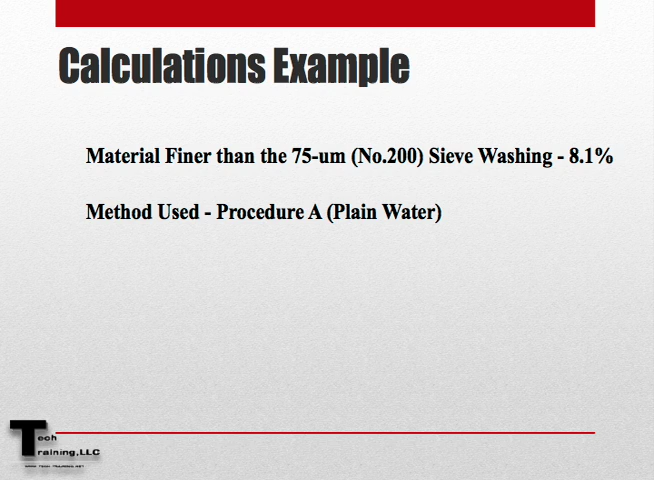 Calculations Example
Material Finer than the 75-um (No.200) Sieve Washing - 8.1%
Method Used - Procedure A (Plain Water)
Tech
Training, LLC